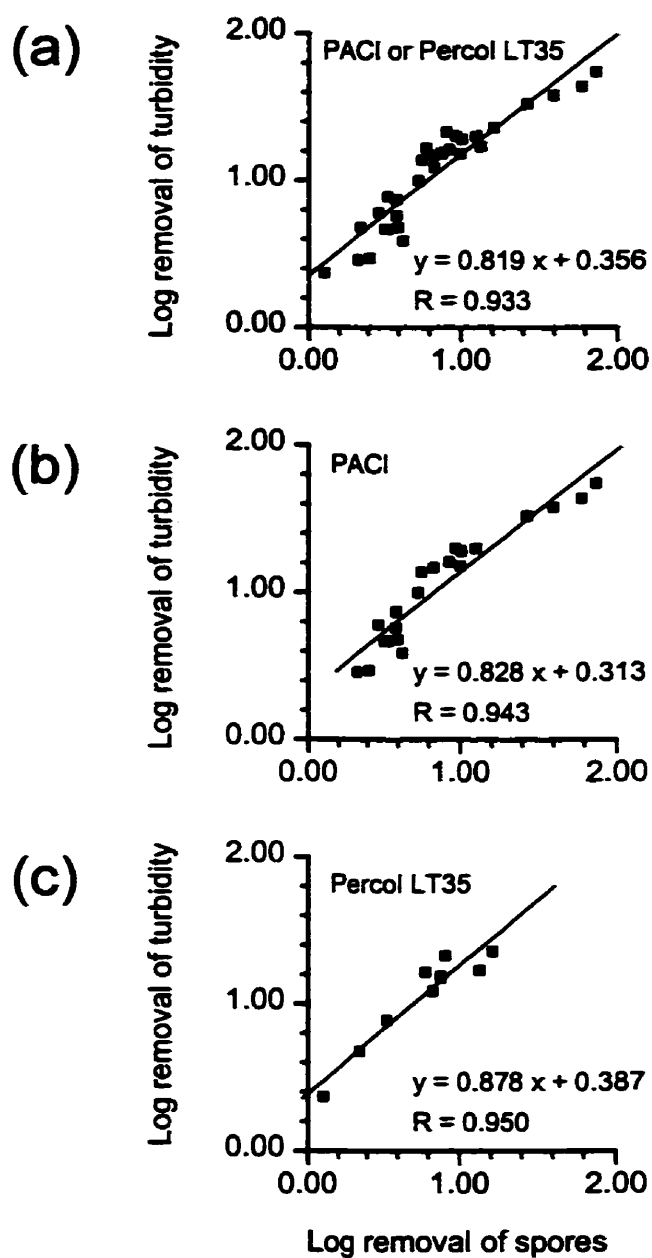 (a)
PACl or Percol LT35
Log removal of turbidity
2.00
1.00
0.00
y = 0.819 x + 0.356
R = 0.933
0.00 1.00 2.00
(b)
PACl
Log removal of turbidity
2.00
1.00
0.00
y = 0.828 x + 0.313
R = 0.943
0.00 1.00 2.00
(c)
Percol LT35
Log removal of turbidity
2.00
1.00
0.00
y = 0.878 x + 0.387
R = 0.950
0.00 1.00 2.00
Log removal of spores